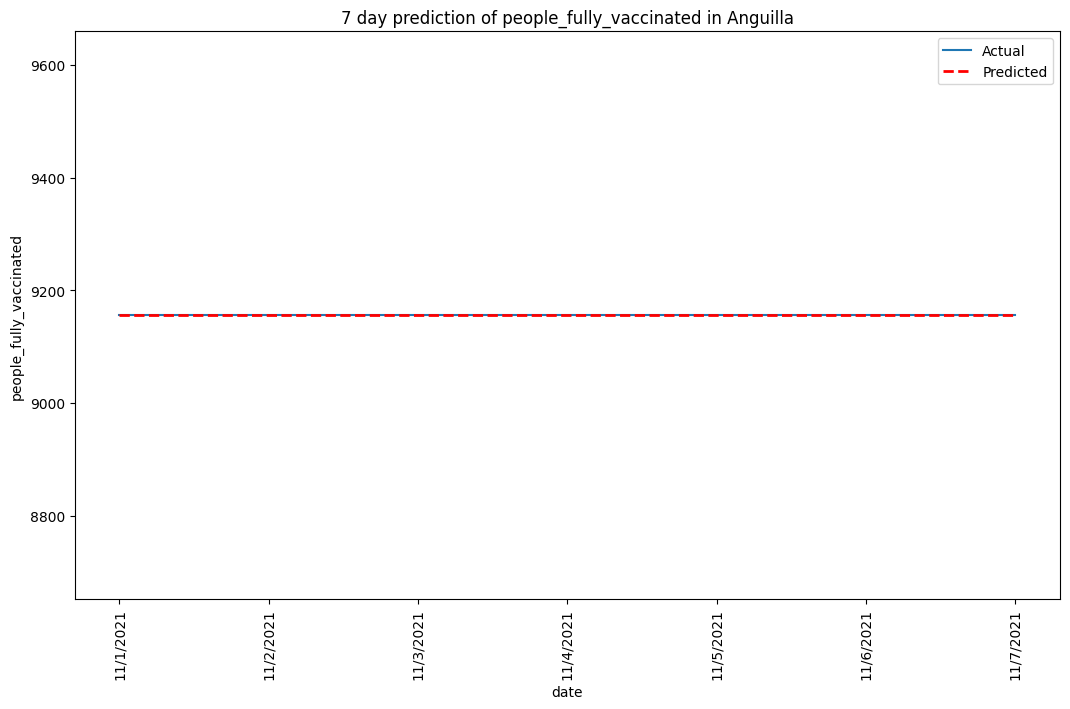 7 day prediction of people_fully_vaccinated in Anguilla
Actual
Predicted
9600
9400
9200
9000
8800
people_fully_vaccinated
11/1/2021
11/2/2021
11/3/2021
11/4/2021
11/5/2021
11/6/2021
11/7/2021
date